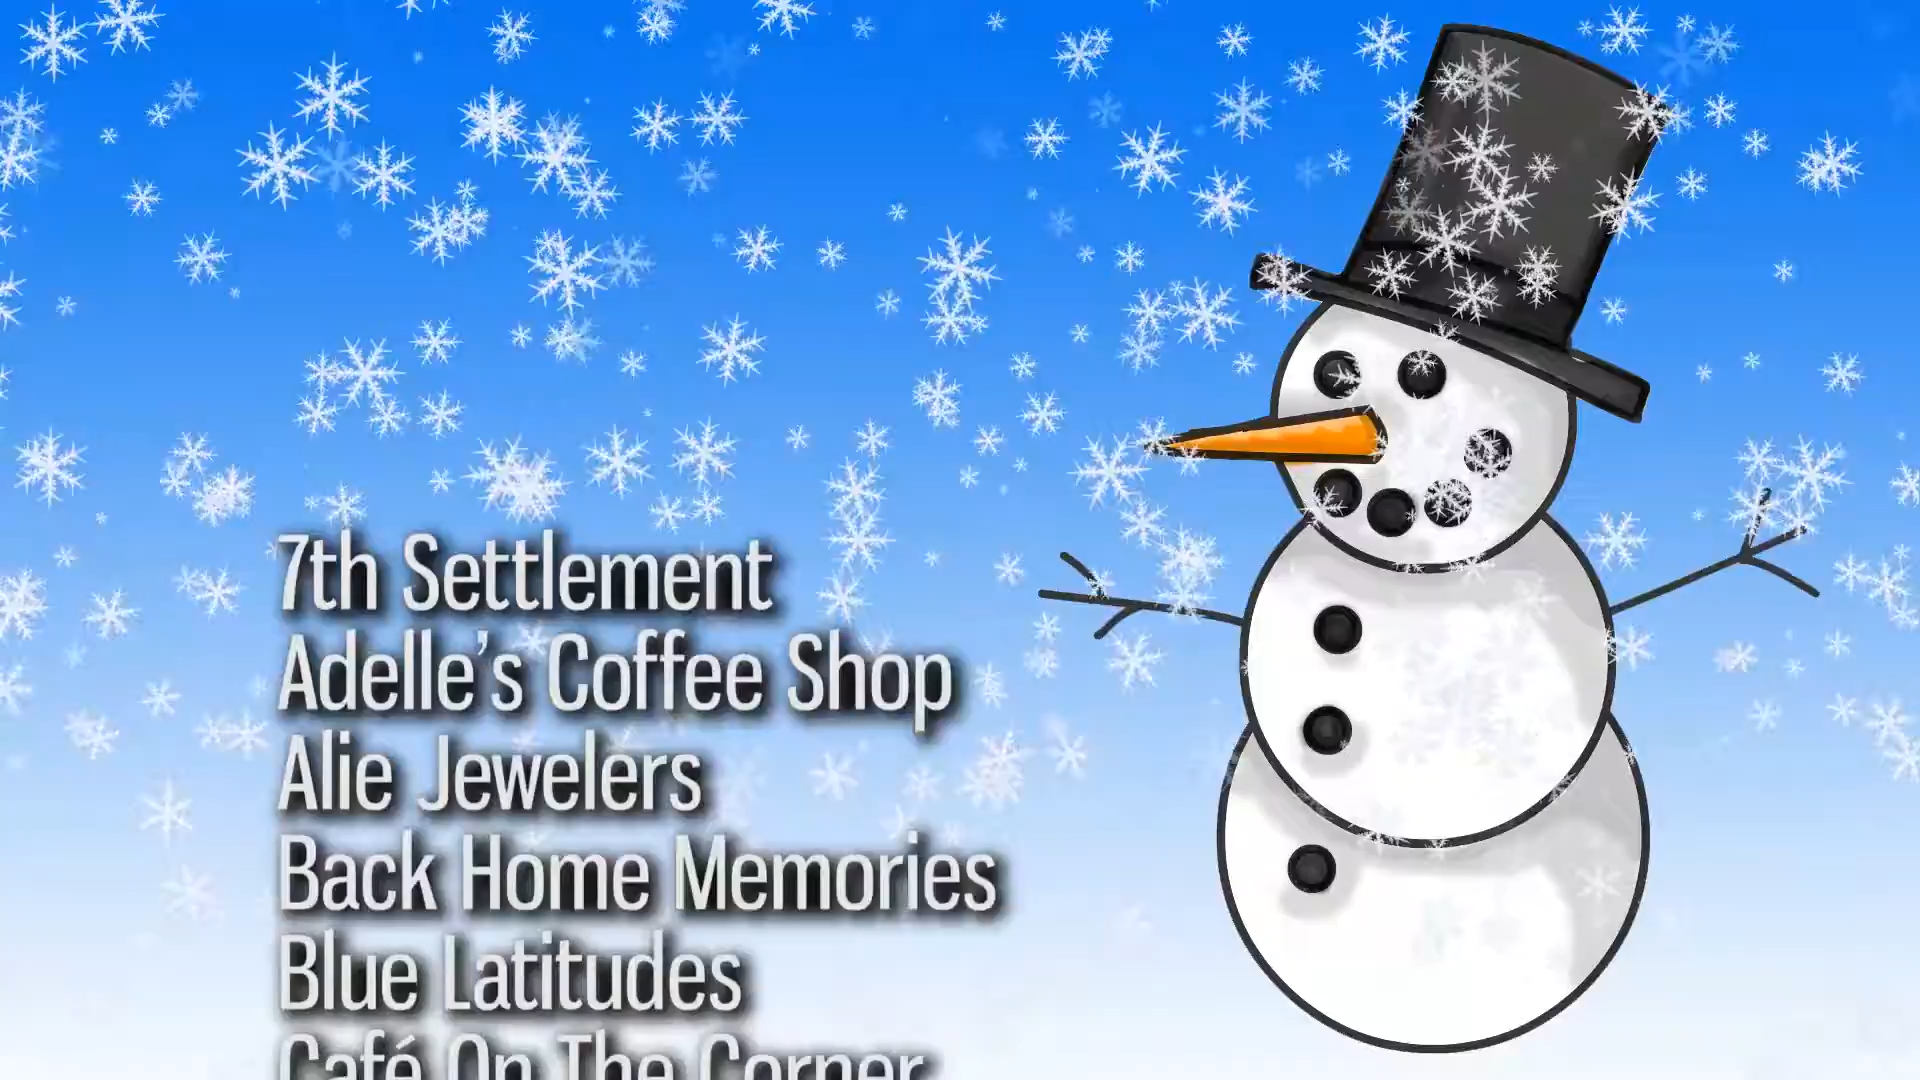 7th Settlement
Adelle’s Coffee Shop
Alie Jewelers
Back Home Memories
Blue Latitudes
Café On The Corner